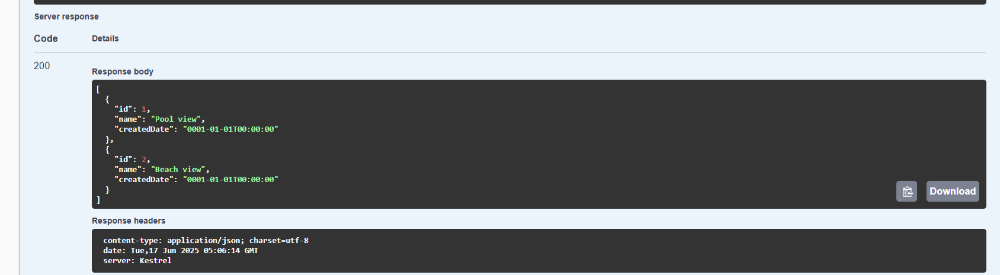 Server response
Code Details
200
Response body
[
  {
    "id": 1,
    "name": "Pool view",
    "createdDate": "0001-01-01T00:00:00"
  },
  {
    "id": 2,
    "name": "Beach view",
    "createdDate": "0001-01-01T00:00:00"
  }
]
Download
Response headers
content-type: application/json; charset=utf-8
date: Tue,17 Jun 2025 05:06:14 GMT
server: Kestrel